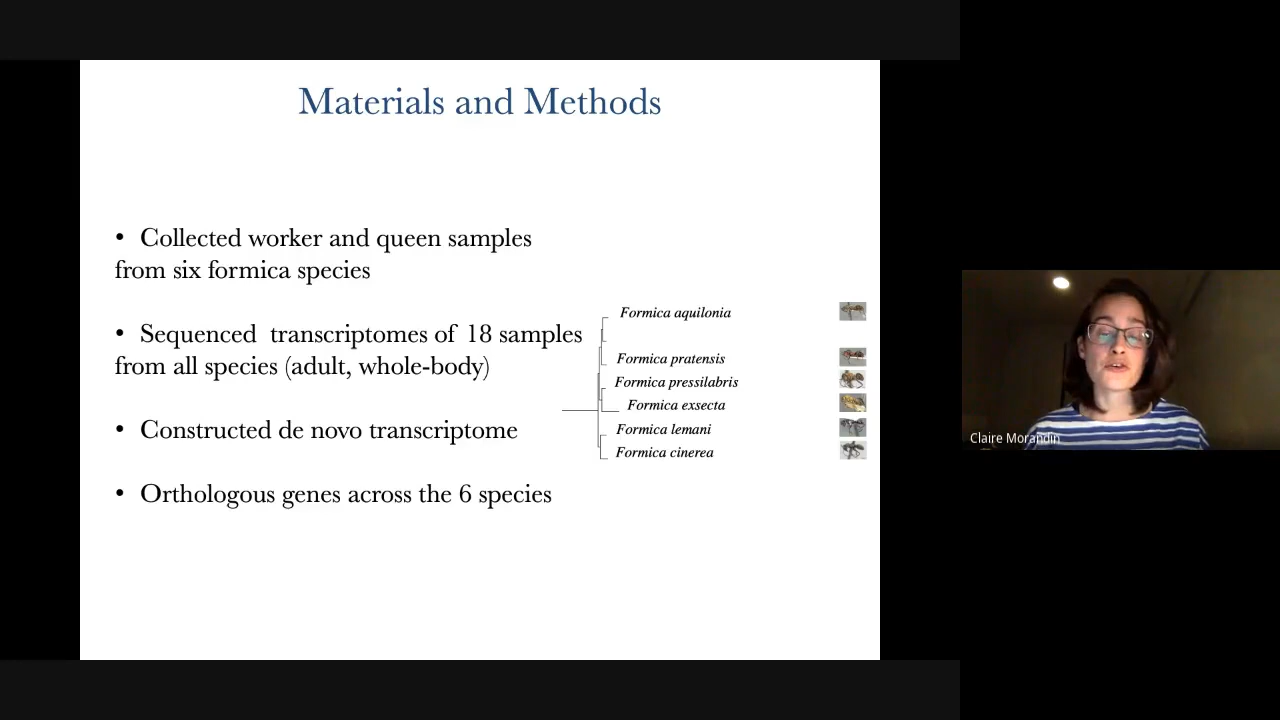 Materials and Methods
• Collected worker and queen samples
from six formica species
• Sequenced transcriptomes of 18 samples
from all species (adult, whole-body)
• Constructed de novo transcriptome
• Orthologous genes across the 6 species
Formica aquilonia
Formica pratensis
Formica pressilabris
Formica exsecta
Formica lemani
Formica cinerea
Claire Morandin